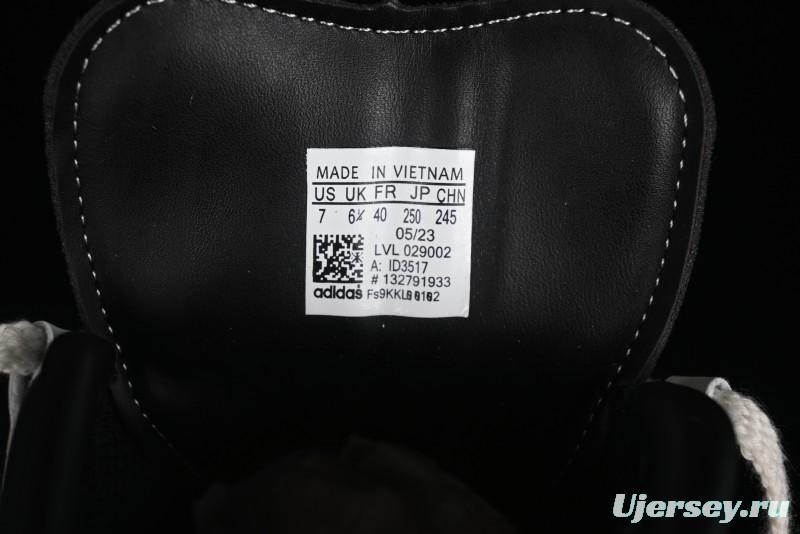 MADE IN VIETNAM
US UK FR JP CHN
7 6½ 40 250 245
05/23
LVL 029002
A: ID3517
# 132791933
adidas
Ujersey.ru